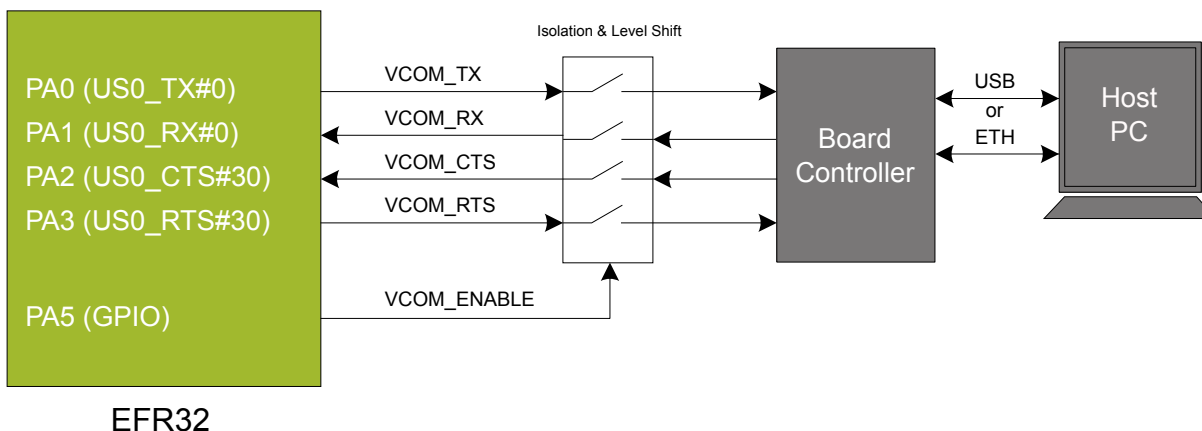 Isolation & Level Shift
PA0 (US0_TX#0)
PA1 (US0_RX#0)
PA2 (US0_CTS#30)
PA3 (US0_RTS#30)
PA5 (GPIO)
VCOM_TX
VCOM_RX
VCOM_CTS
VCOM_RTS
VCOM_ENABLE
Board
Controller
USB
or
ETH
Host
PC
EFR32